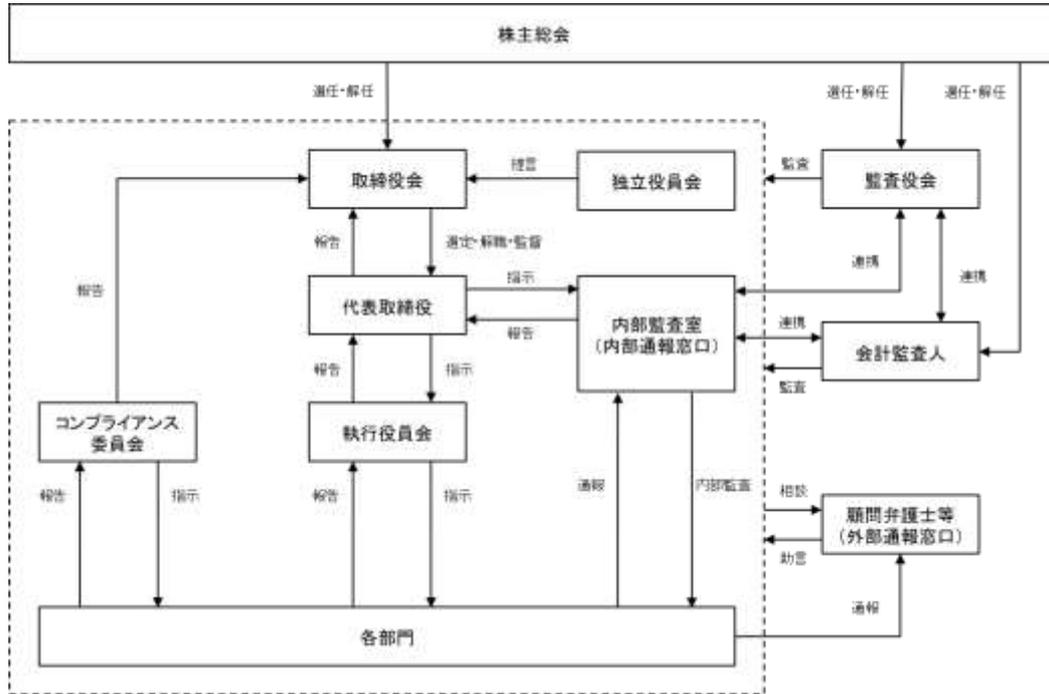 株主総会
選任・解任
選任・解任
選任・解任
取締役会
提言
独立役員会
監査
監査役会
報告
選定・解職・監督
報告
連携
連携
代表取締役
指示
報告
内部監査室
(内部通報窓口)
連携
会計監査人
監査
報告
指示
コンプライアンス
委員会
執行役員会
報告
指示
報告
指示
通報
内部監査
相談
顧問弁護士等
(外部通報窓口)
助言
通報
各部門